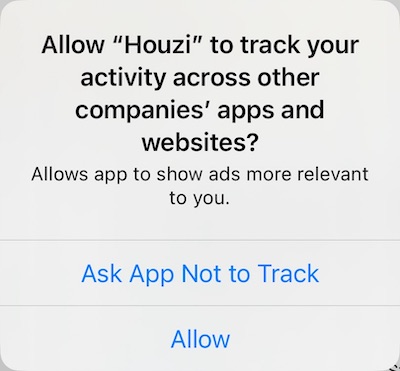 Allow “Houzi” to track your
activity across other
companies’ apps and
websites?
Allows app to show ads more relevant
to you.
Ask App Not to Track
Allow